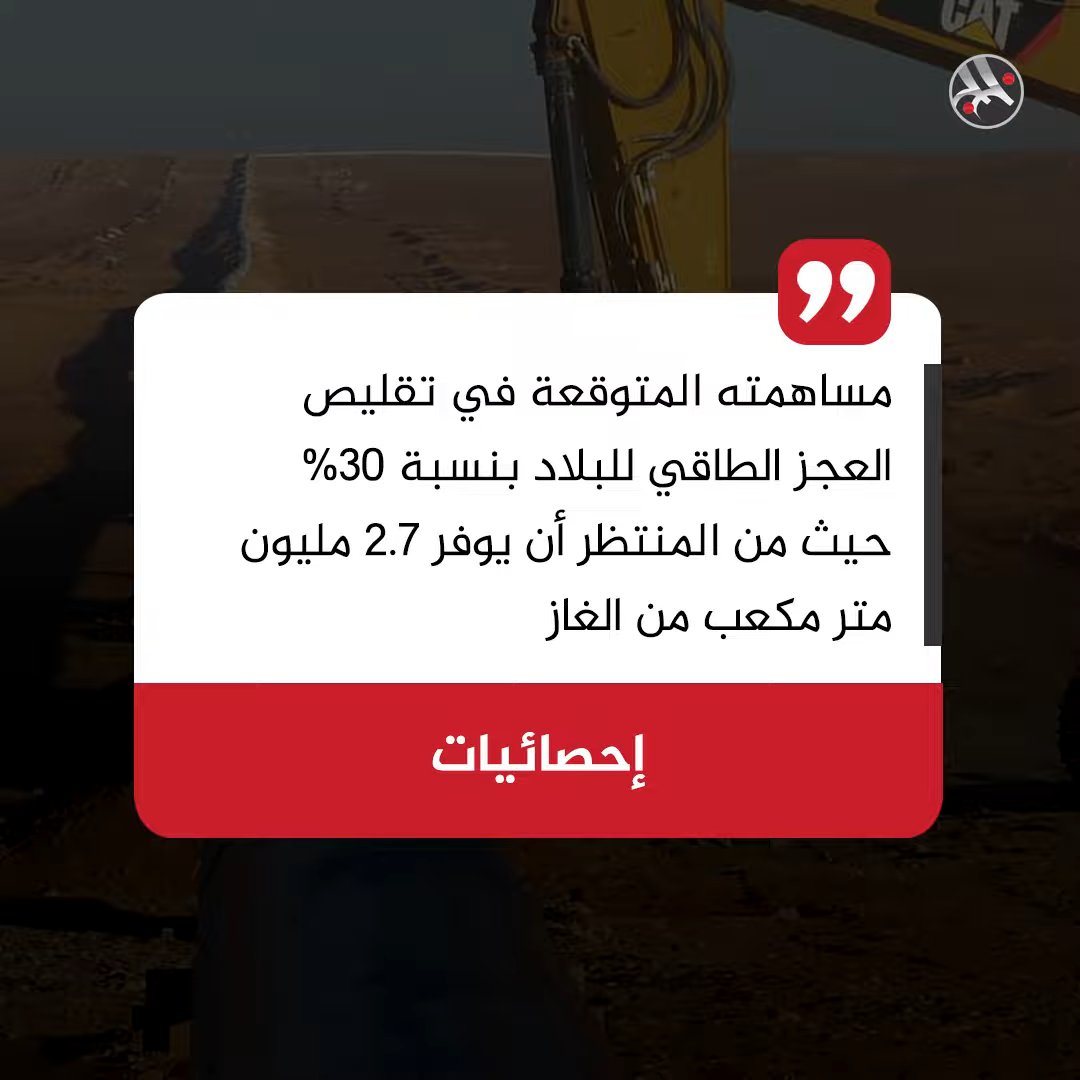 CAT
مساهمته المتوقعة في تقليص
العجز الطاقي للبلاد بنسبة 30%
حيث من المنتظر أن يوفر 2.7 مليون
متر مكعب من الغاز
إحصائيات